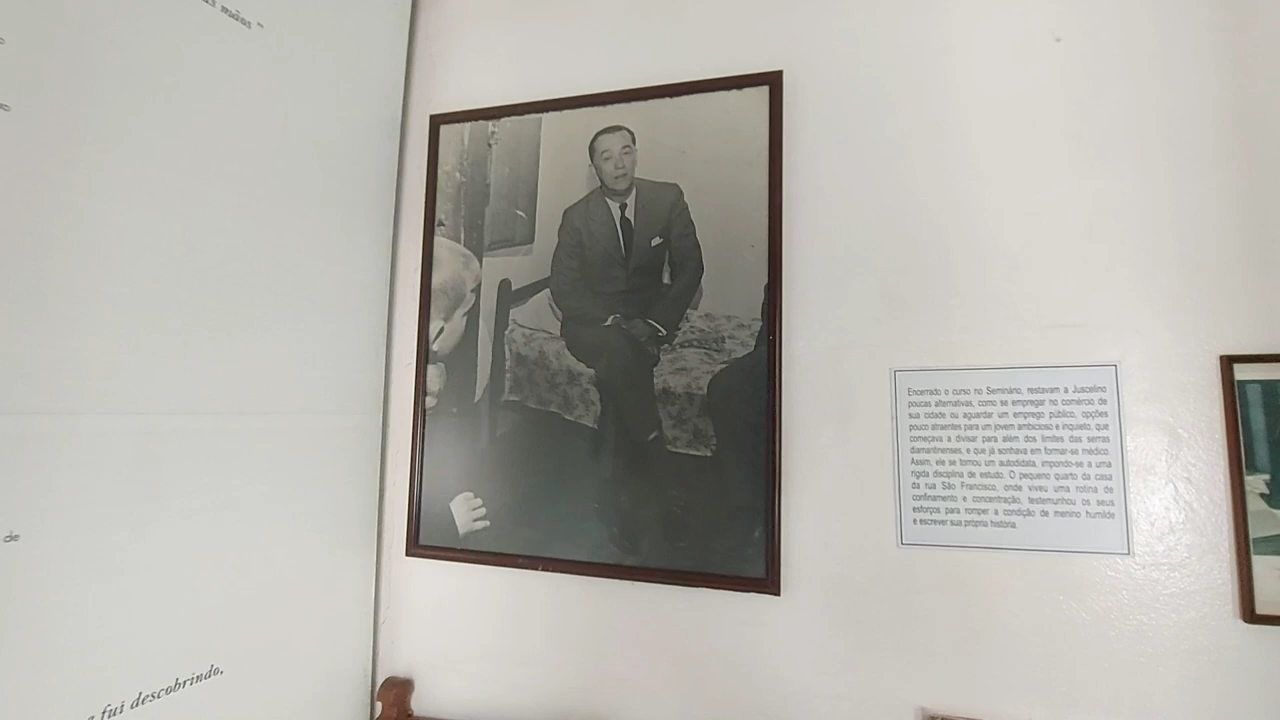 mãos"
de
fui descobrindo,
Encerrado o curso no Seminário, restavam a Juscelino
poucas alternativas, como se empregar no comércio de
sua cidade ou aguardar um emprego público, opções
pouco atraentes para um jovem ambicioso e inquieto, que
começava a divisar para além dos limites das serras
diamantinenses, e que já sonhava em formar-se médico.
Assim, ele se tornou um autodidata, impondo-se a uma
rígida disciplina de estudo. O pequeno quarto da casa
da rua São Francisco, onde viveu uma rotina de
confinamento e concentração, testemunhou os seus
esforços para romper a condição de menino humilde
e escrever sua própria história.